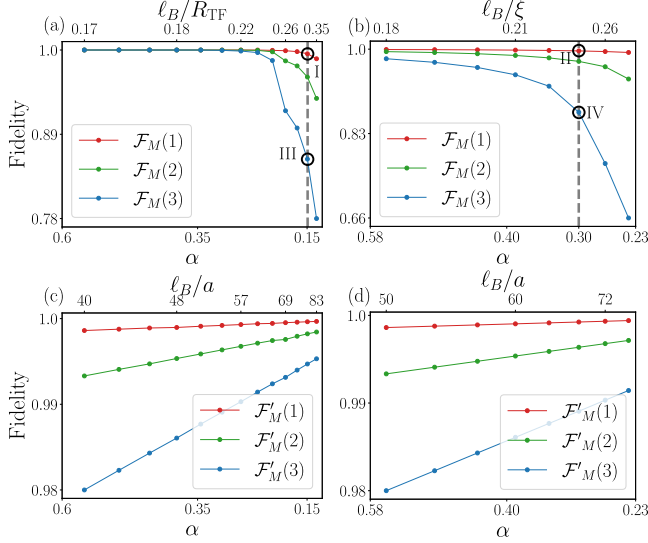 (a) ℓ_B/R_TF
0.17 0.18 0.22 0.26 0.35
Fidelity
1.0
0.89
0.78
I
III
F_M(1)
F_M(2)
F_M(3)
0.6 0.35 0.15
α
(b) ℓ_B/ξ
0.18 0.21 0.26
1.0
0.83
0.66
II
IV
F_M(1)
F_M(2)
F_M(3)
0.58 0.40 0.30 0.23
α
(c) ℓ_B/a
40 48 57 69 83
Fidelity
1.0
0.99
0.98
F′_M(1)
F′_M(2)
F′_M(3)
0.6 0.35 0.15
α
(d) ℓ_B/a
50 60 72
1.0
0.99
0.98
F′_M(1)
F′_M(2)
F′_M(3)
0.58 0.40 0.30 0.23
α